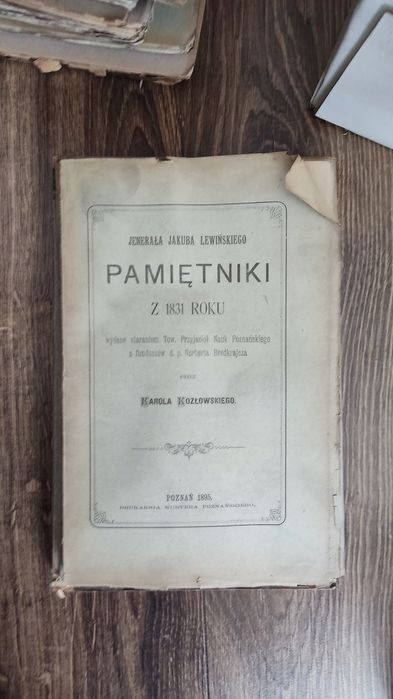 JENERAŁA JAKUBA LEWIŃSKIEGO
PAMIĘTNIKI
Z 1831 ROKU
wydane staraniem Tow. Przyjaciół Nauk Poznańskiego
z funduszów ś. p. Norberta Bredkrajcza
PRZEZ
KAROLA KOZŁOWSKIEGO.
POZNAŃ 1895.
DRUKARNIA KURYERA POZNAŃSKIEGO.